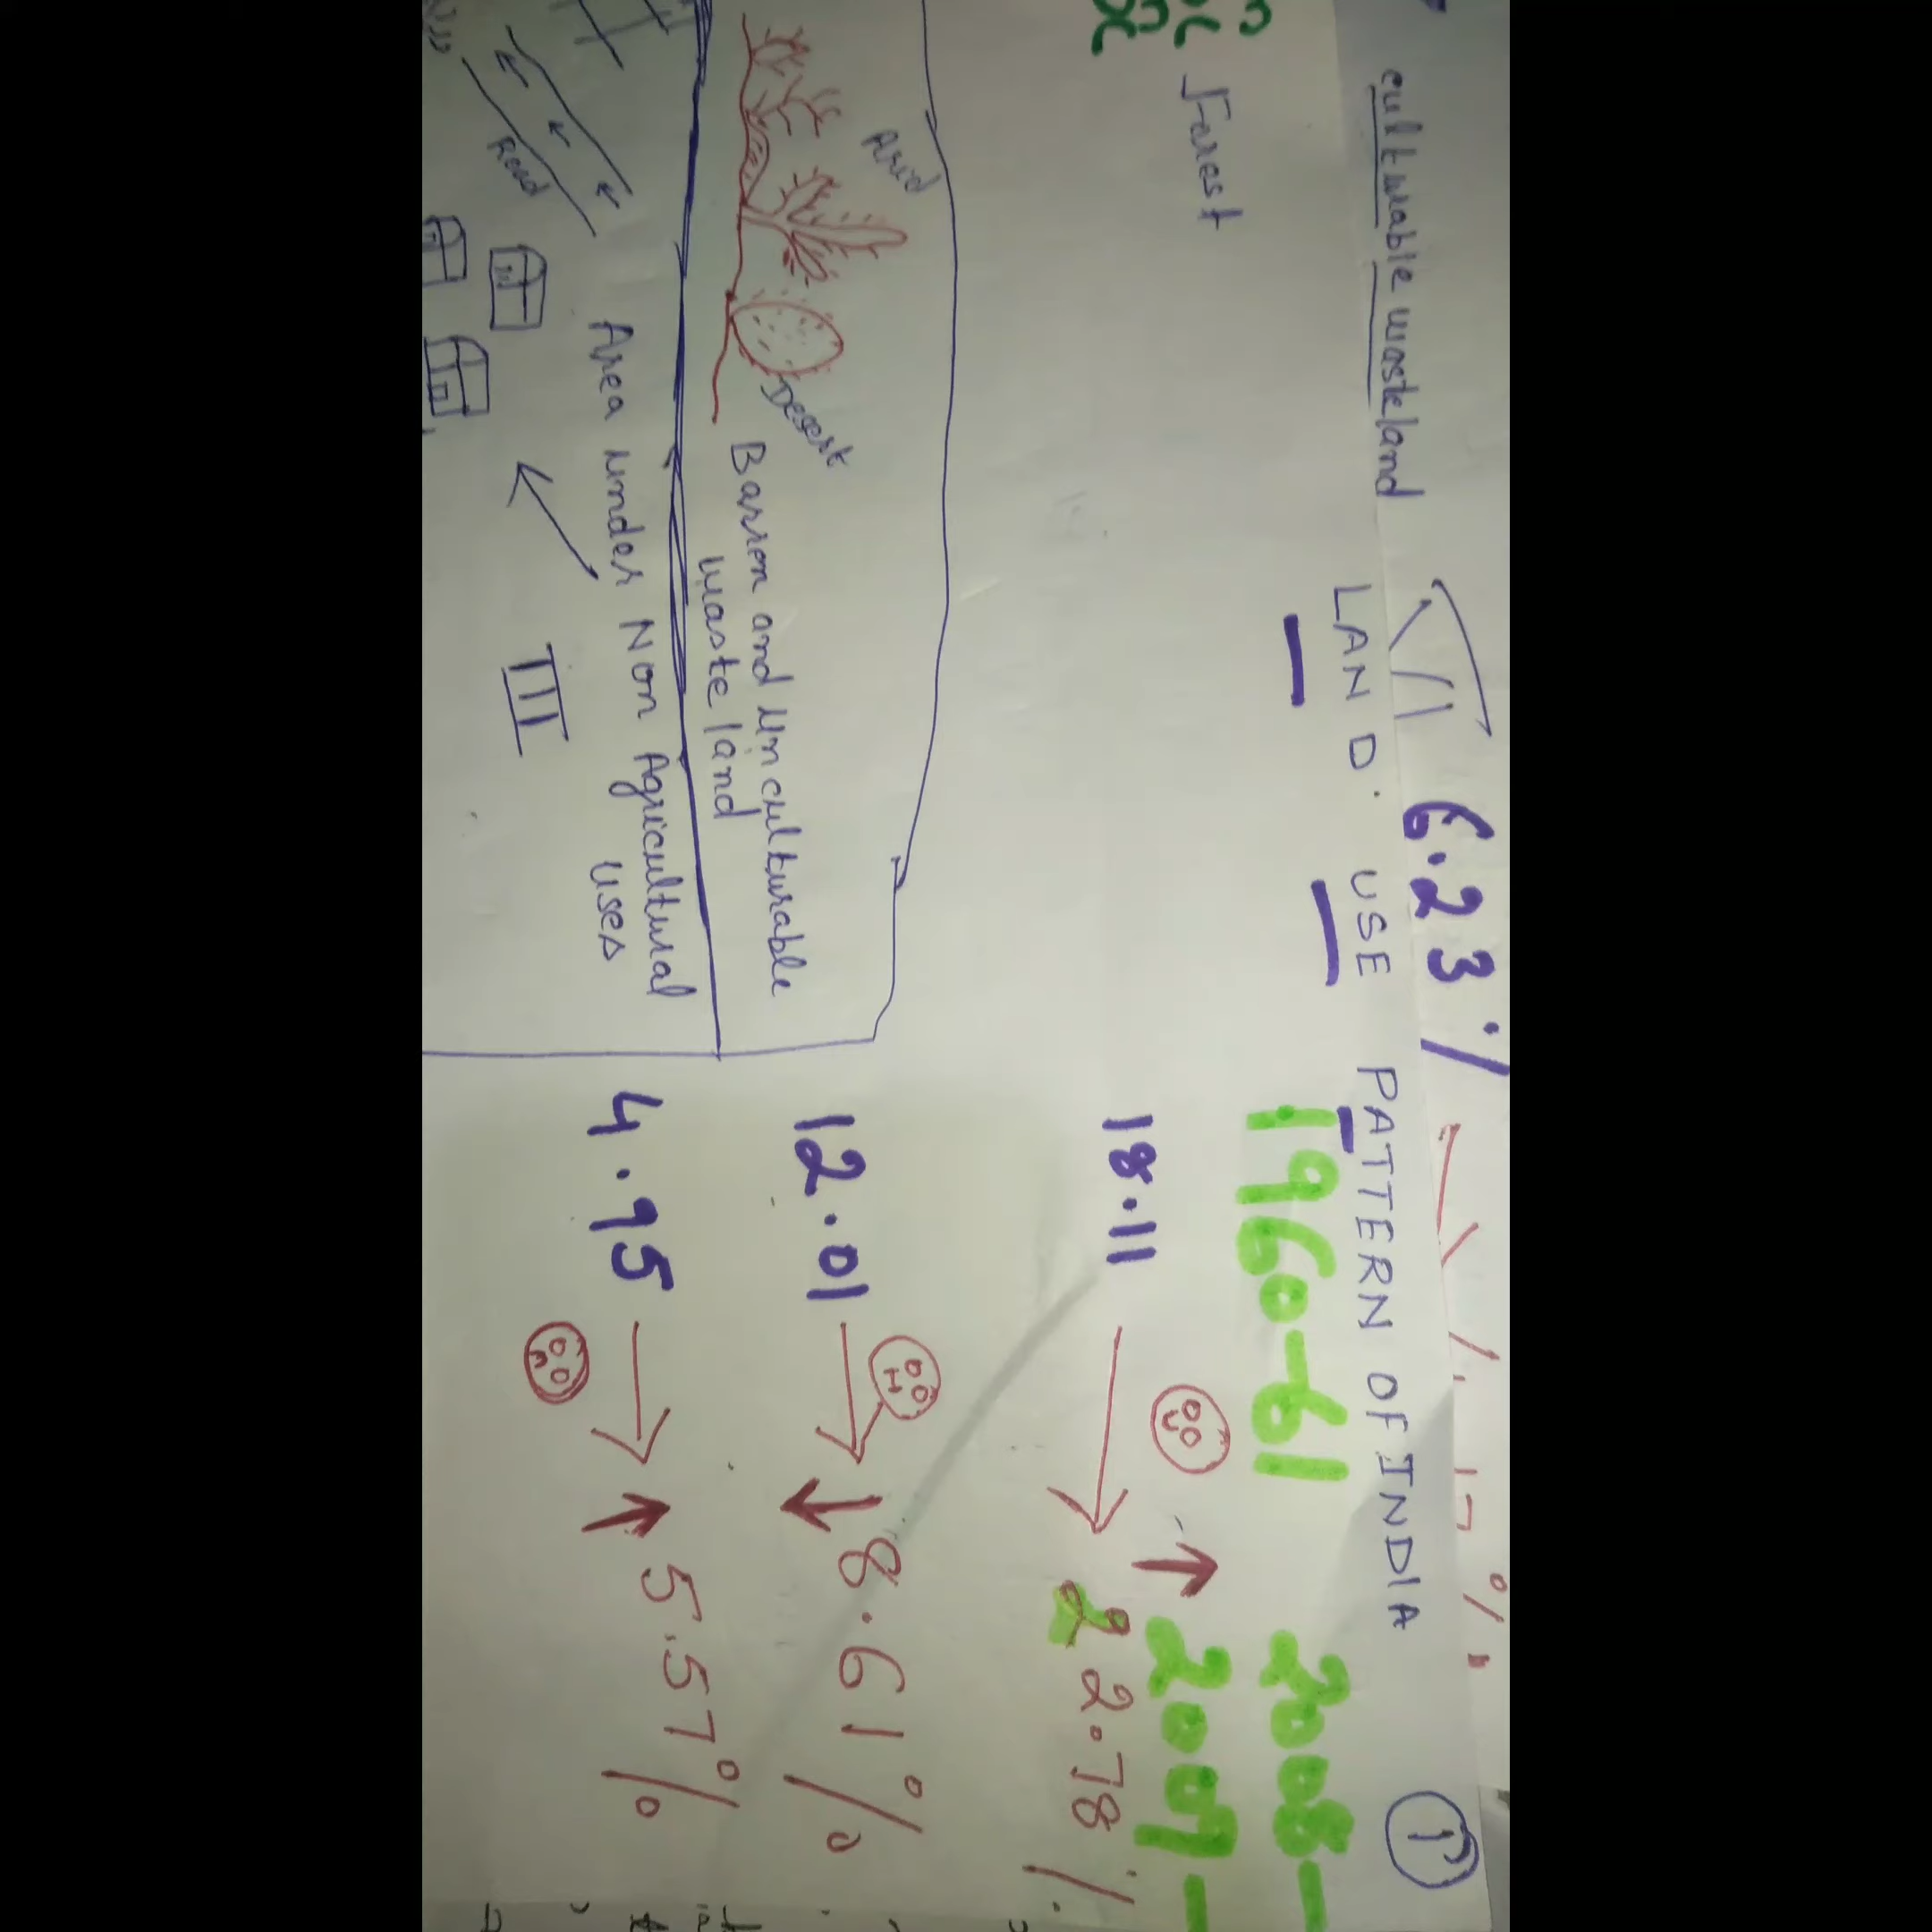 culturable wasteland 6.23 %
LAND USE PATTERN OF INDIA
1
1960-61 2008-
2009-
Forest 18.11 22.78 %
Arid
Desert
Barren and Unculturable
waste land
12.01 8.61 %
Area under Non Agricultural
uses
4.95 5.57 %
Road
III